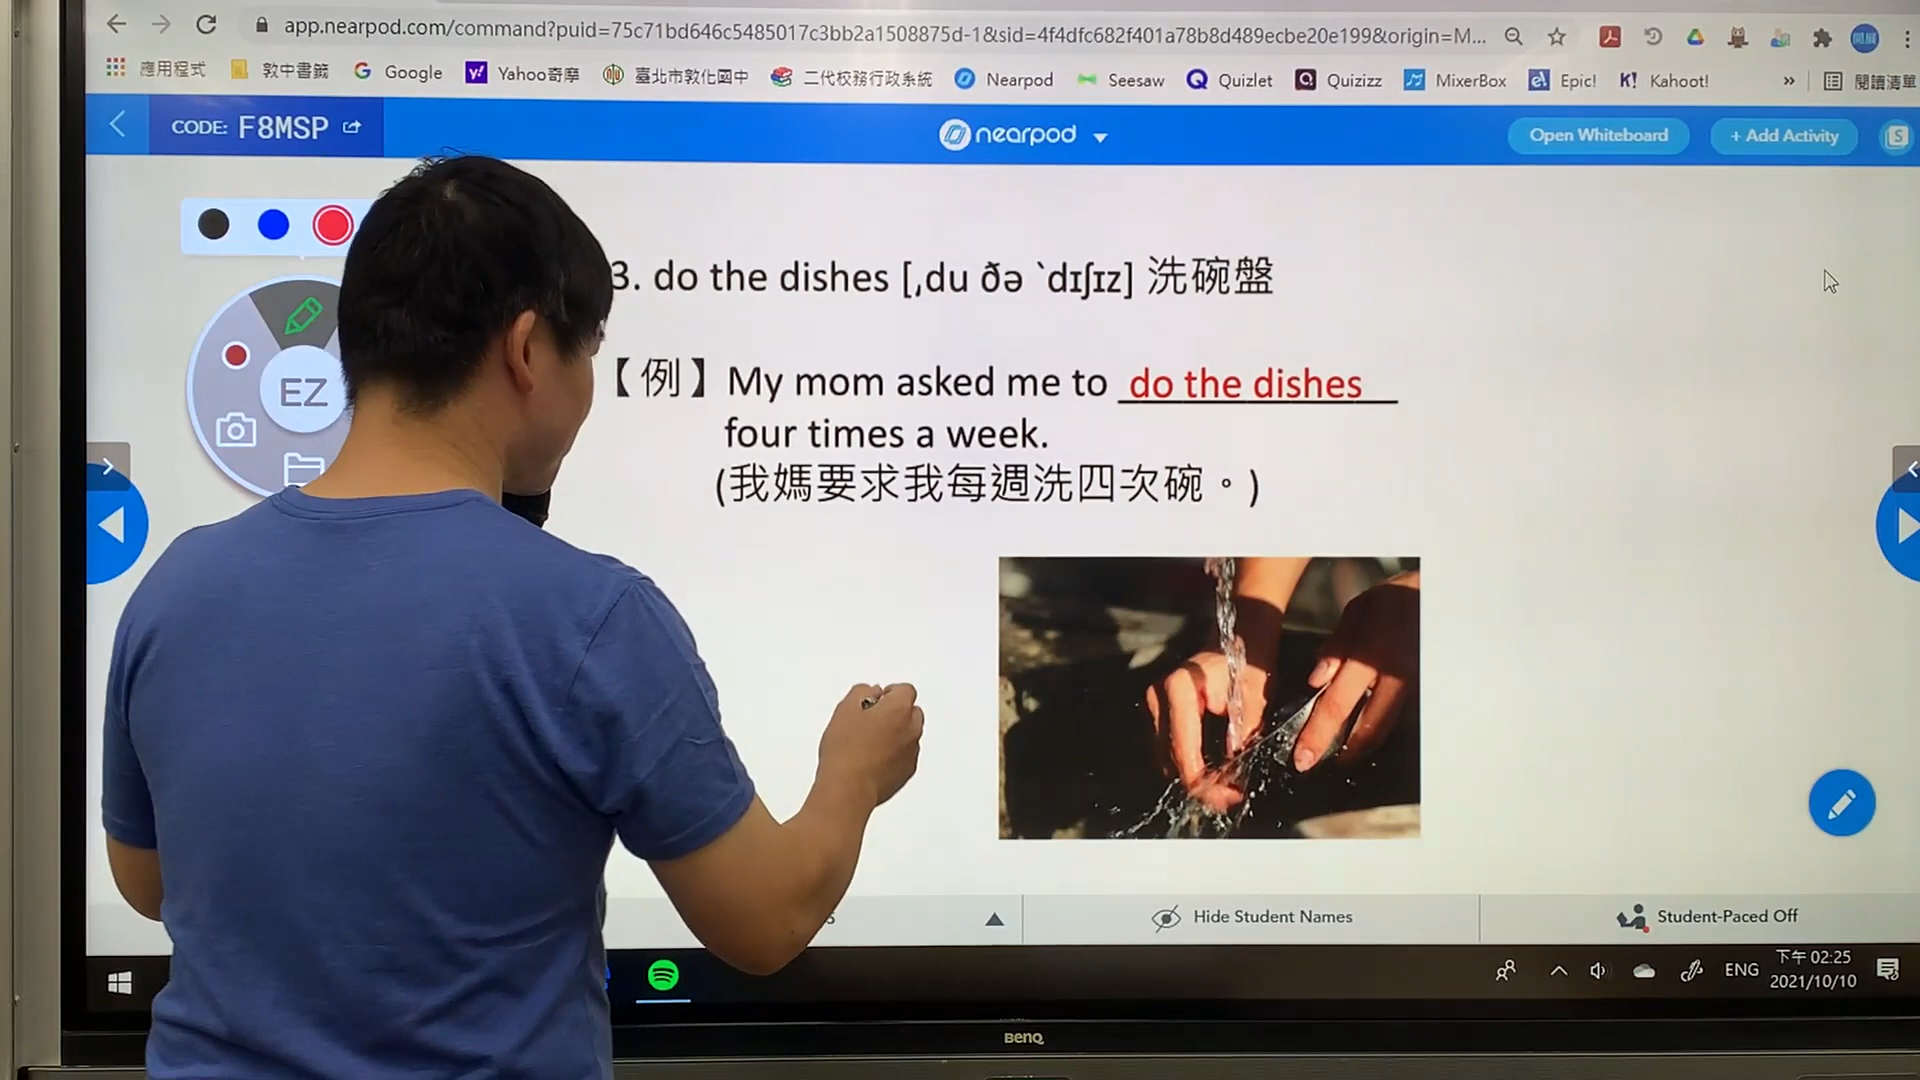 app.nearpod.com/command?puid=75c71bd646c5485017c3bb2a1508875d-1&sid=4f4dfc682f401a78b8d489ecbe20e199&origin=M...
應用程式 敦中書籤 Google Yahoo奇摩 臺北市敦化國中 二代校務行政系統 Nearpod Seesaw Quizlet Quizizz MixerBox Epic! Kahoot! » 閱讀清單
CODE: F8MSP nearpod Open Whiteboard + Add Activity S
3. do the dishes [ˌdu ðə ˋdɪʃɪz] 洗碗盤
EZ
【例】My mom asked me to do the dishes
four times a week.
(我媽要求我每週洗四次碗。)
Hide Student Names Student-Paced Off
ENG 下午 02:25
2021/10/10
BenQ